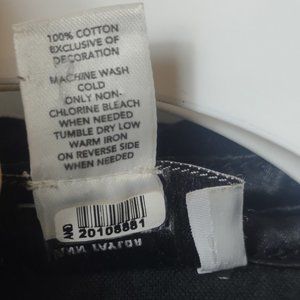 100% COTTON
EXCLUSIVE OF
DECORATION
MACHINE WASH
COLD
ONLY NON-
CHLORINE BLEACH
WHEN NEEDED
TUMBLE DRY LOW
WARM IRON
ON REVERSE SIDE
WHEN NEEDED
20108881
TAYLOR